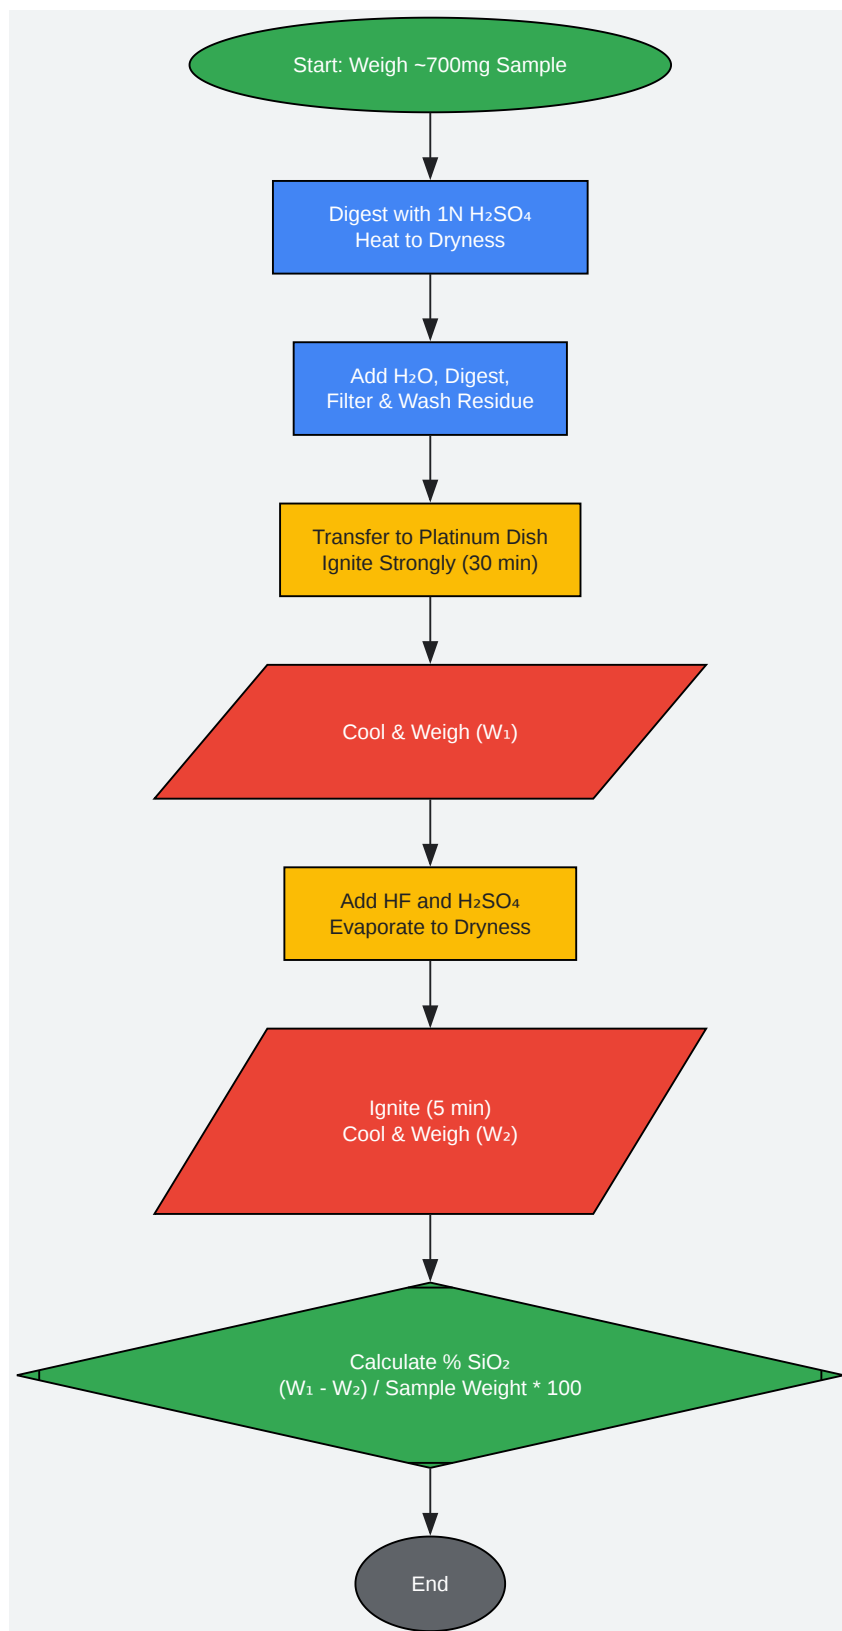 Start: Weigh ~700mg Sample
Digest with 1N H₂SO₄
Heat to Dryness
Add H₂O, Digest,
Filter & Wash Residue
Transfer to Platinum Dish
Ignite Strongly (30 min)
Cool & Weigh (W₁)
Add HF and H₂SO₄
Evaporate to Dryness
Ignite (5 min)
Cool & Weigh (W₂)
Calculate % SiO₂
(W₁ - W₂) / Sample Weight * 100
End